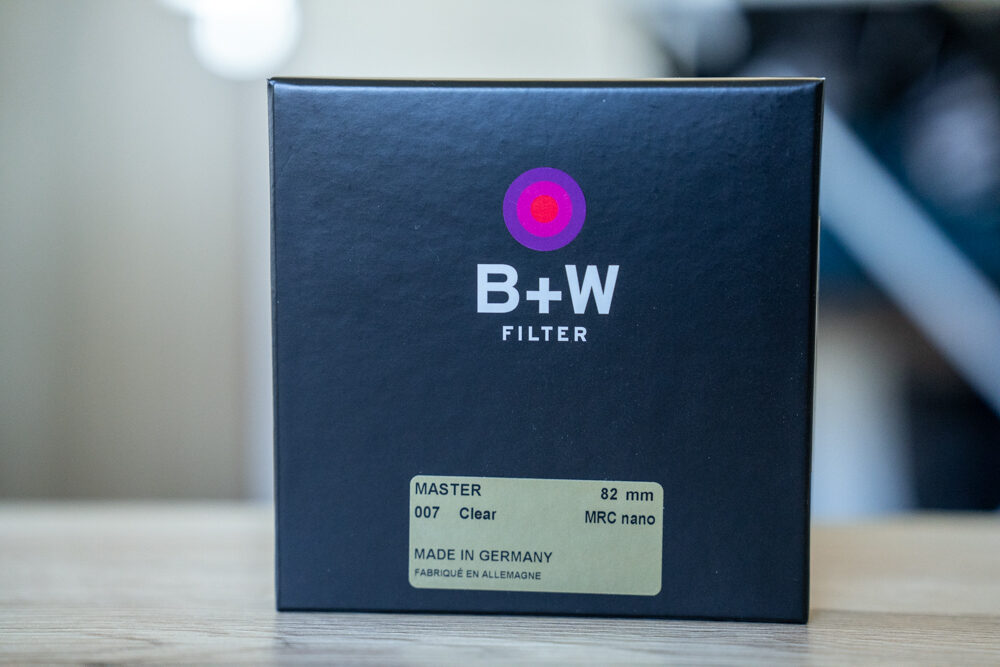 B+W
FILTER
MASTER 82 mm
007 Clear MRC nano
MADE IN GERMANY
FABRIQUÉ EN ALLEMAGNE